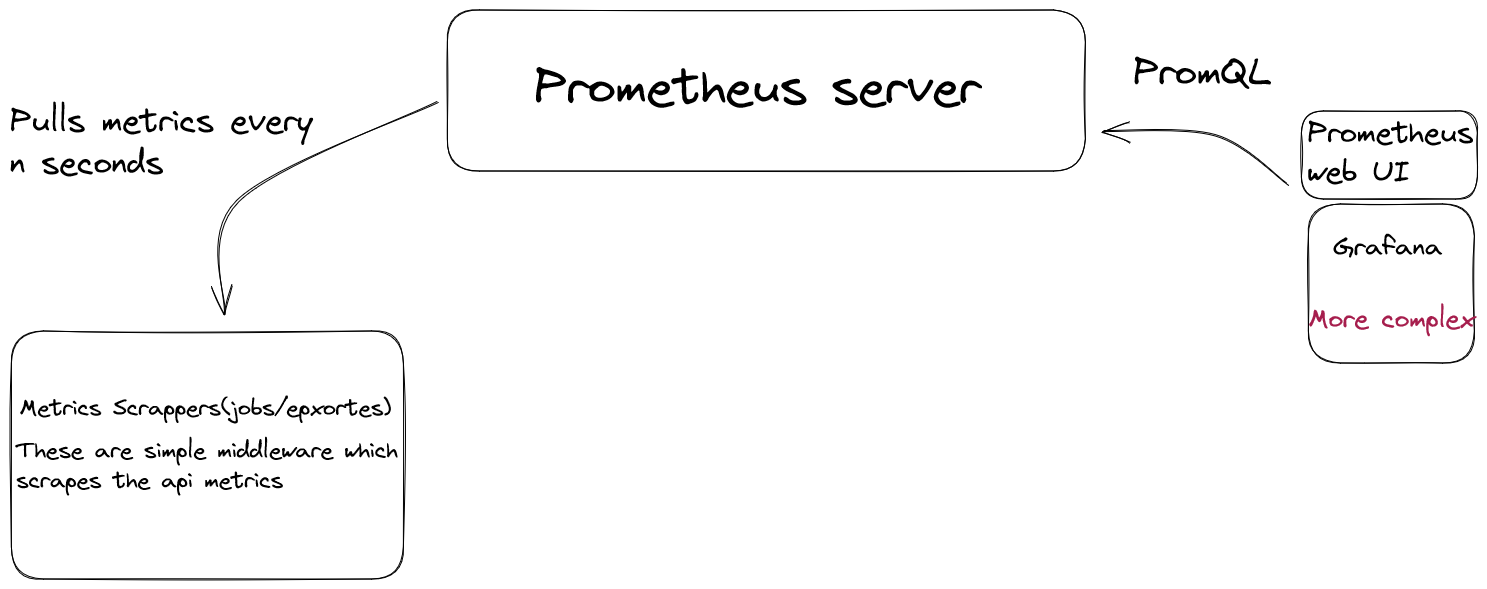 Prometheus server
PromQL
Pulls metrics every
n seconds
Prometheus
web UI
Grafana
More complex
Metrics Scrappers(jobs/epxortes)
These are simple middleware which
scrapes the api metrics